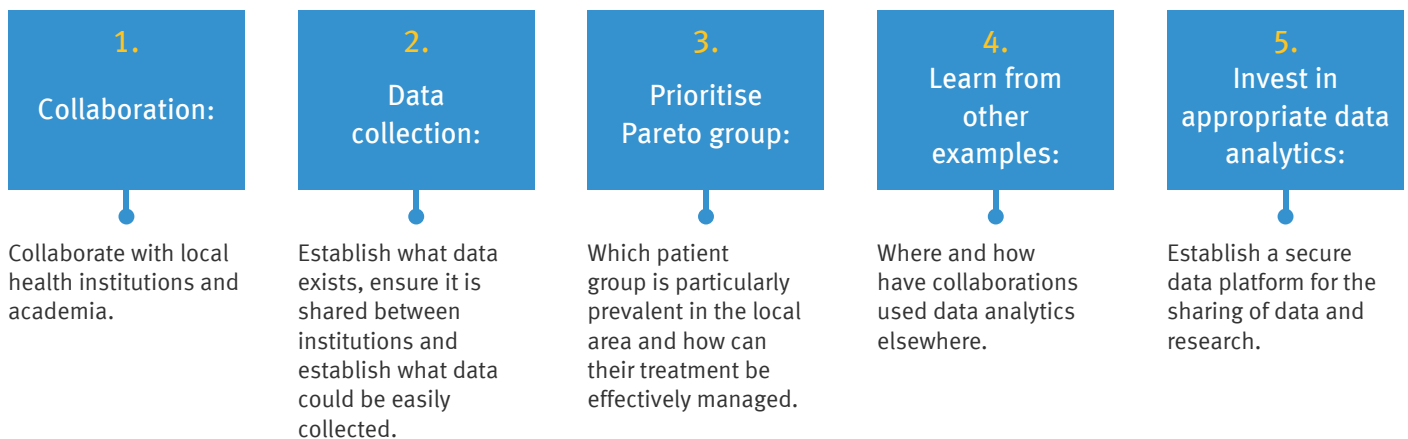 1.
Collaboration:
Collaborate with local
health institutions and
academia.
2.
Data
collection:
Establish what data
exists, ensure it is
shared between
institutions and
establish what data
could be easily
collected.
3.
Prioritise
Pareto group:
Which patient
group is particularly
prevalent in the local
area and how can
their treatment be
effectively managed.
4.
Learn from
other
examples:
Where and how
have collaborations
used data analytics
elsewhere.
5.
Invest in
appropriate data
analytics:
Establish a secure
data platform for the
sharing of data and
research.